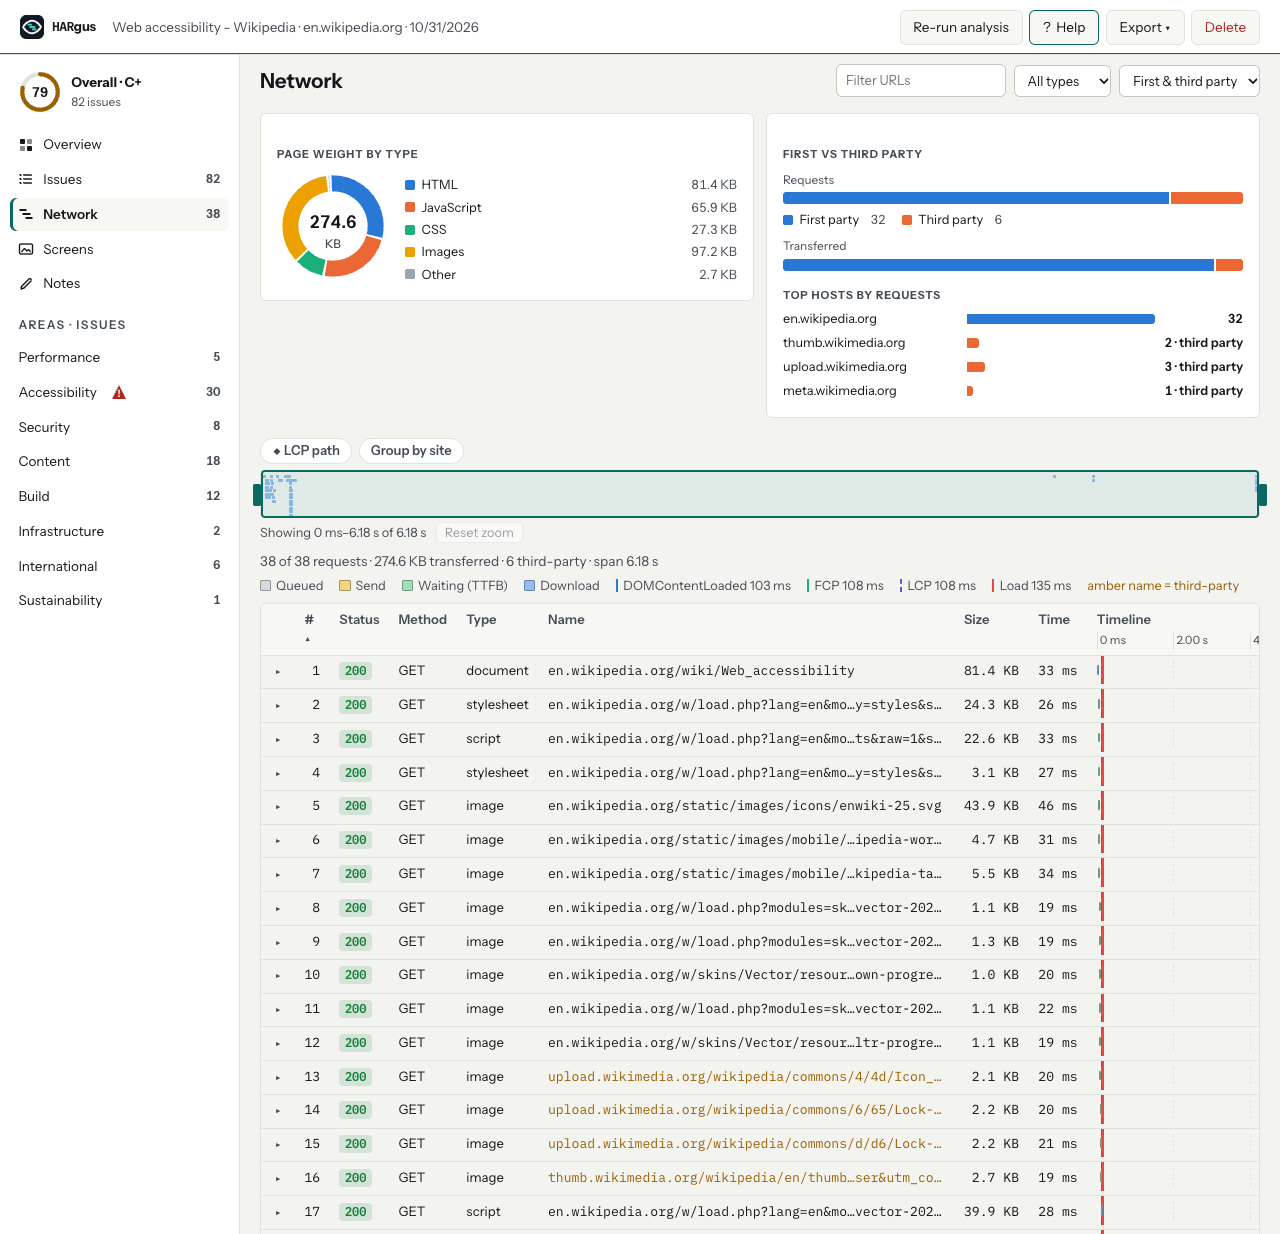 HARgus Web accessibility - Wikipedia · en.wikipedia.org · 10/31/2026 Re-run analysis ? Help Export ▾ Delete
79 Overall · C+
82 issues
Overview
Issues 82
Network 38
Screens
Notes
AREAS · ISSUES
Performance 5
Accessibility 30
Security 8
Content 18
Build 12
Infrastructure 2
International 6
Sustainability 1
Network Filter URLs All types First & third party
PAGE WEIGHT BY TYPE
274.6
KB
HTML 81.4 KB
JavaScript 65.9 KB
CSS 27.3 KB
Images 97.2 KB
Other 2.7 KB
FIRST VS THIRD PARTY
Requests
First party 32 Third party 6
Transferred
TOP HOSTS BY REQUESTS
en.wikipedia.org 32
thumb.wikimedia.org 2 · third party
upload.wikimedia.org 3 · third party
meta.wikimedia.org 1 · third party
◆ LCP path Group by site
Showing 0 ms–6.18 s of 6.18 s Reset zoom
38 of 38 requests · 274.6 KB transferred · 6 third-party · span 6.18 s
Queued Send Waiting (TTFB) Download DOMContentLoaded 103 ms FCP 108 ms LCP 108 ms Load 135 ms amber name = third-party
# ▴ Status Method Type Name Size Time Timeline
0 ms 2.00 s 4
▸ 1 200 GET document en.wikipedia.org/wiki/Web_accessibility 81.4 KB 33 ms
▸ 2 200 GET stylesheet en.wikipedia.org/w/load.php?lang=en&mo…y=styles&s… 24.3 KB 26 ms
▸ 3 200 GET script en.wikipedia.org/w/load.php?lang=en&mo…ts&raw=1&s… 22.6 KB 33 ms
▸ 4 200 GET stylesheet en.wikipedia.org/w/load.php?lang=en&mo…y=styles&s… 3.1 KB 27 ms
▸ 5 200 GET image en.wikipedia.org/static/images/icons/enwiki-25.svg 43.9 KB 46 ms
▸ 6 200 GET image en.wikipedia.org/static/images/mobile/…ipedia-wor… 4.7 KB 31 ms
▸ 7 200 GET image en.wikipedia.org/static/images/mobile/…kipedia-ta… 5.5 KB 34 ms
▸ 8 200 GET image en.wikipedia.org/w/load.php?modules=sk…vector-202… 1.1 KB 19 ms
▸ 9 200 GET image en.wikipedia.org/w/load.php?modules=sk…vector-202… 1.3 KB 19 ms
▸ 10 200 GET image en.wikipedia.org/w/skins/Vector/resour…own-progre… 1.0 KB 20 ms
▸ 11 200 GET image en.wikipedia.org/w/load.php?modules=sk…vector-202… 1.1 KB 22 ms
▸ 12 200 GET image en.wikipedia.org/w/skins/Vector/resour…ltr-progre… 1.1 KB 19 ms
▸ 13 200 GET image upload.wikimedia.org/wikipedia/commons/4/4d/Icon_… 2.1 KB 20 ms
▸ 14 200 GET image upload.wikimedia.org/wikipedia/commons/6/65/Lock-… 2.2 KB 20 ms
▸ 15 200 GET image upload.wikimedia.org/wikipedia/commons/d/d6/Lock-… 2.2 KB 21 ms
▸ 16 200 GET image thumb.wikimedia.org/wikipedia/en/thumb…ser&utm_co… 2.7 KB 19 ms
▸ 17 200 GET script en.wikipedia.org/w/load.php?lang=en&mo…vector-202… 39.9 KB 28 ms